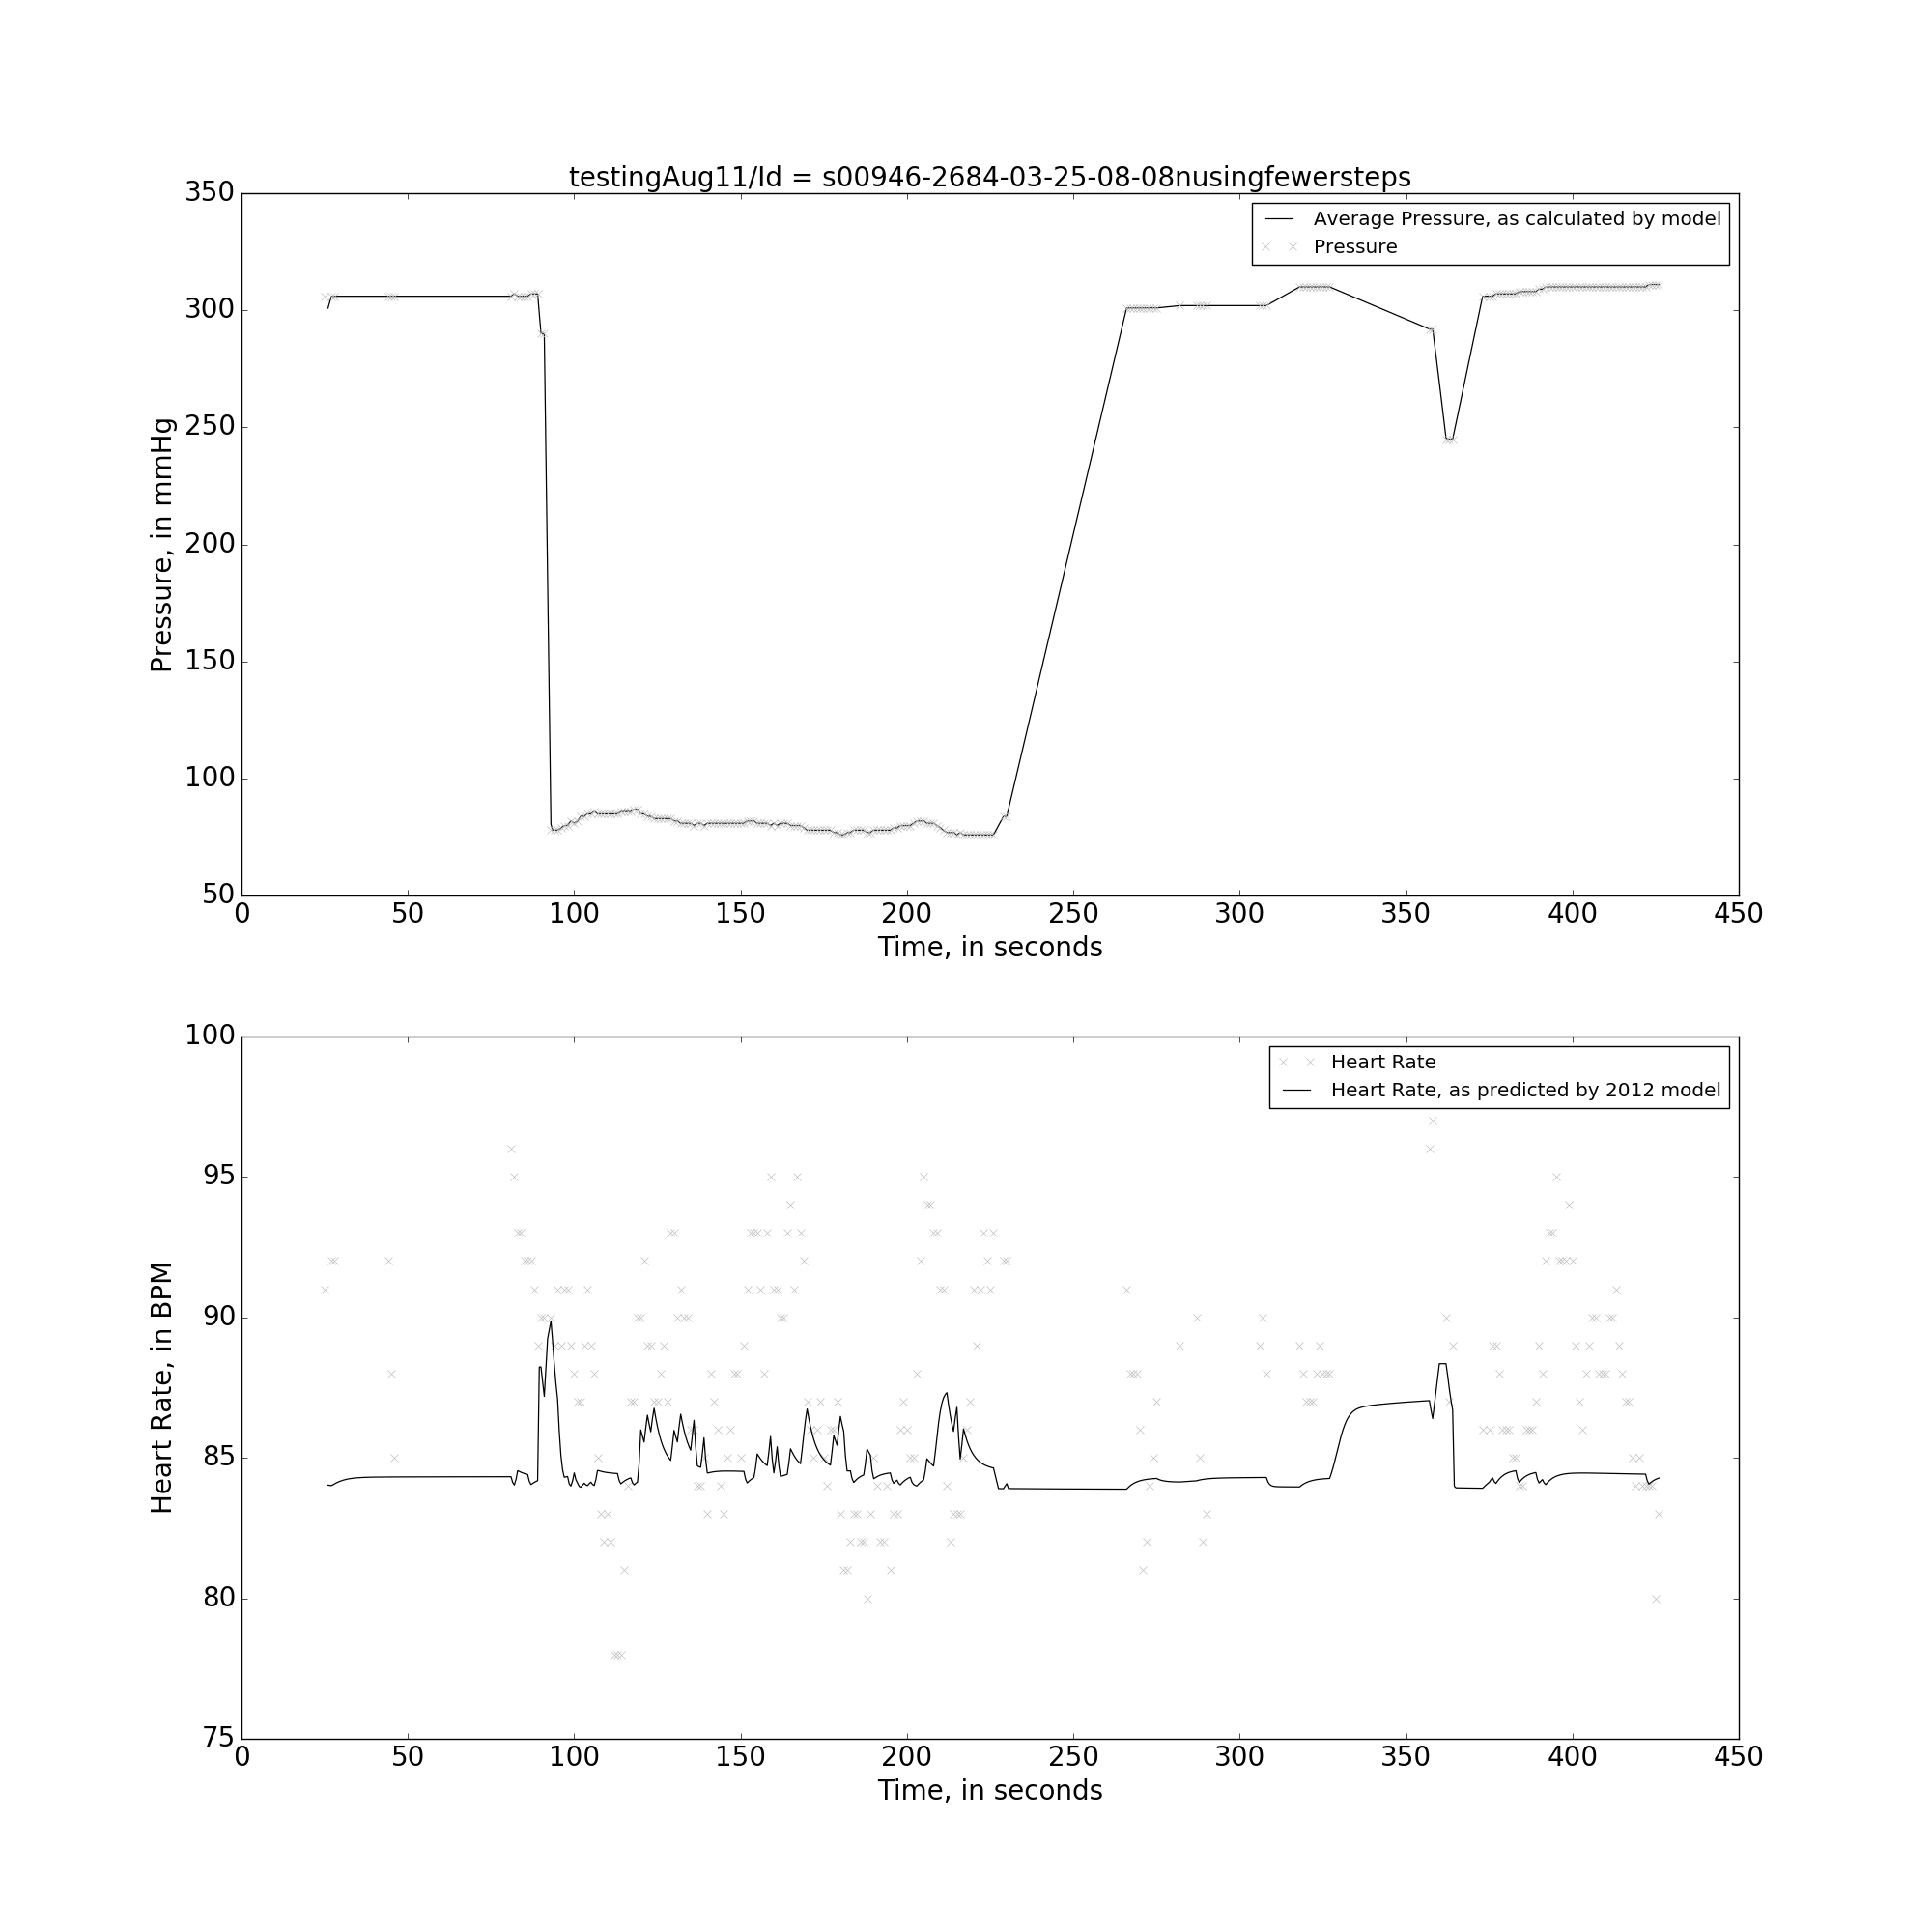 testingAug11/Id = s00946-2684-03-25-08-08nusingfewersteps
350
300
250
200
150
100
50
Pressure, in mmHg
Average Pressure, as calculated by model
Pressure
0 50 100 150 200 250 300 350 400 450
Time, in seconds
100
95
90
85
80
75
Heart Rate, in BPM
Heart Rate
Heart Rate, as predicted by 2012 model
0 50 100 150 200 250 300 350 400 450
Time, in seconds